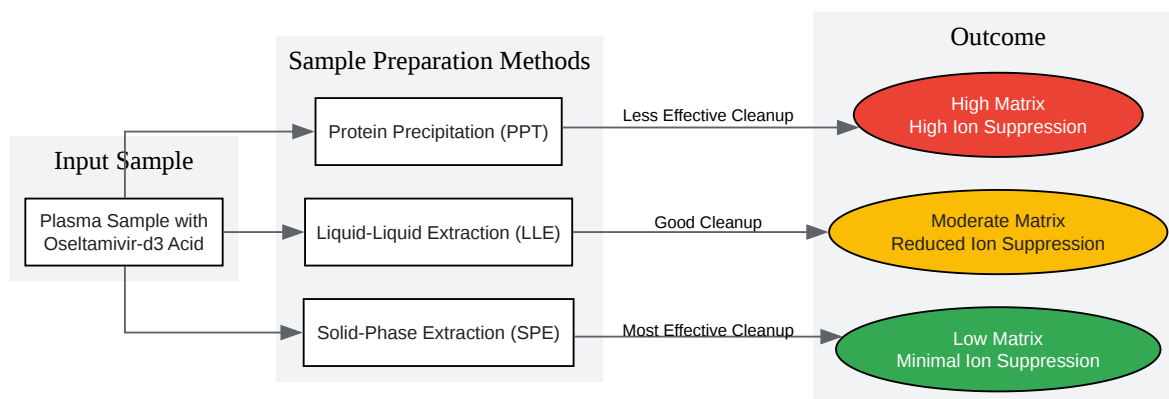 Input Sample
Plasma Sample with
Oseltamivir-d3 Acid
Sample Preparation Methods
Protein Precipitation (PPT)
Liquid-Liquid Extraction (LLE)
Solid-Phase Extraction (SPE)
Less Effective Cleanup
Good Cleanup
Most Effective Cleanup
Outcome
High Matrix
High Ion Suppression
Moderate Matrix
Reduced Ion Suppression
Low Matrix
Minimal Ion Suppression